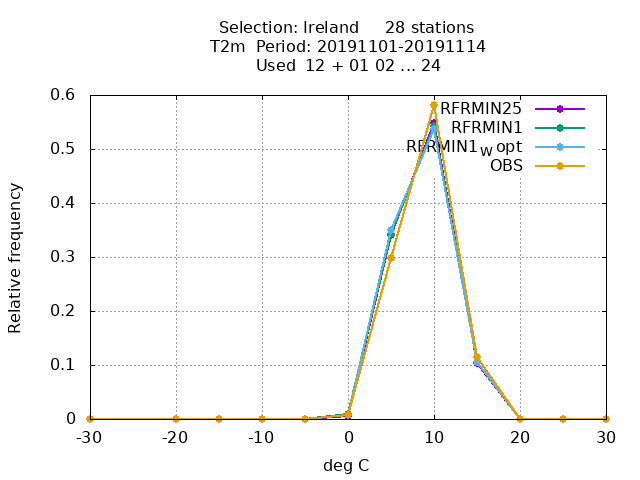 Selection: Ireland 28 stations
T2m Period: 20191101-20191114
Used 12 + 01 02 ... 24
0.6
0.5
0.4
0.3
0.2
0.1
0
Relative frequency
RFRMIN25
RFRMIN1
RFRMIN1wopt
OBS
-30 -20 -10 0 10 20 30
deg C